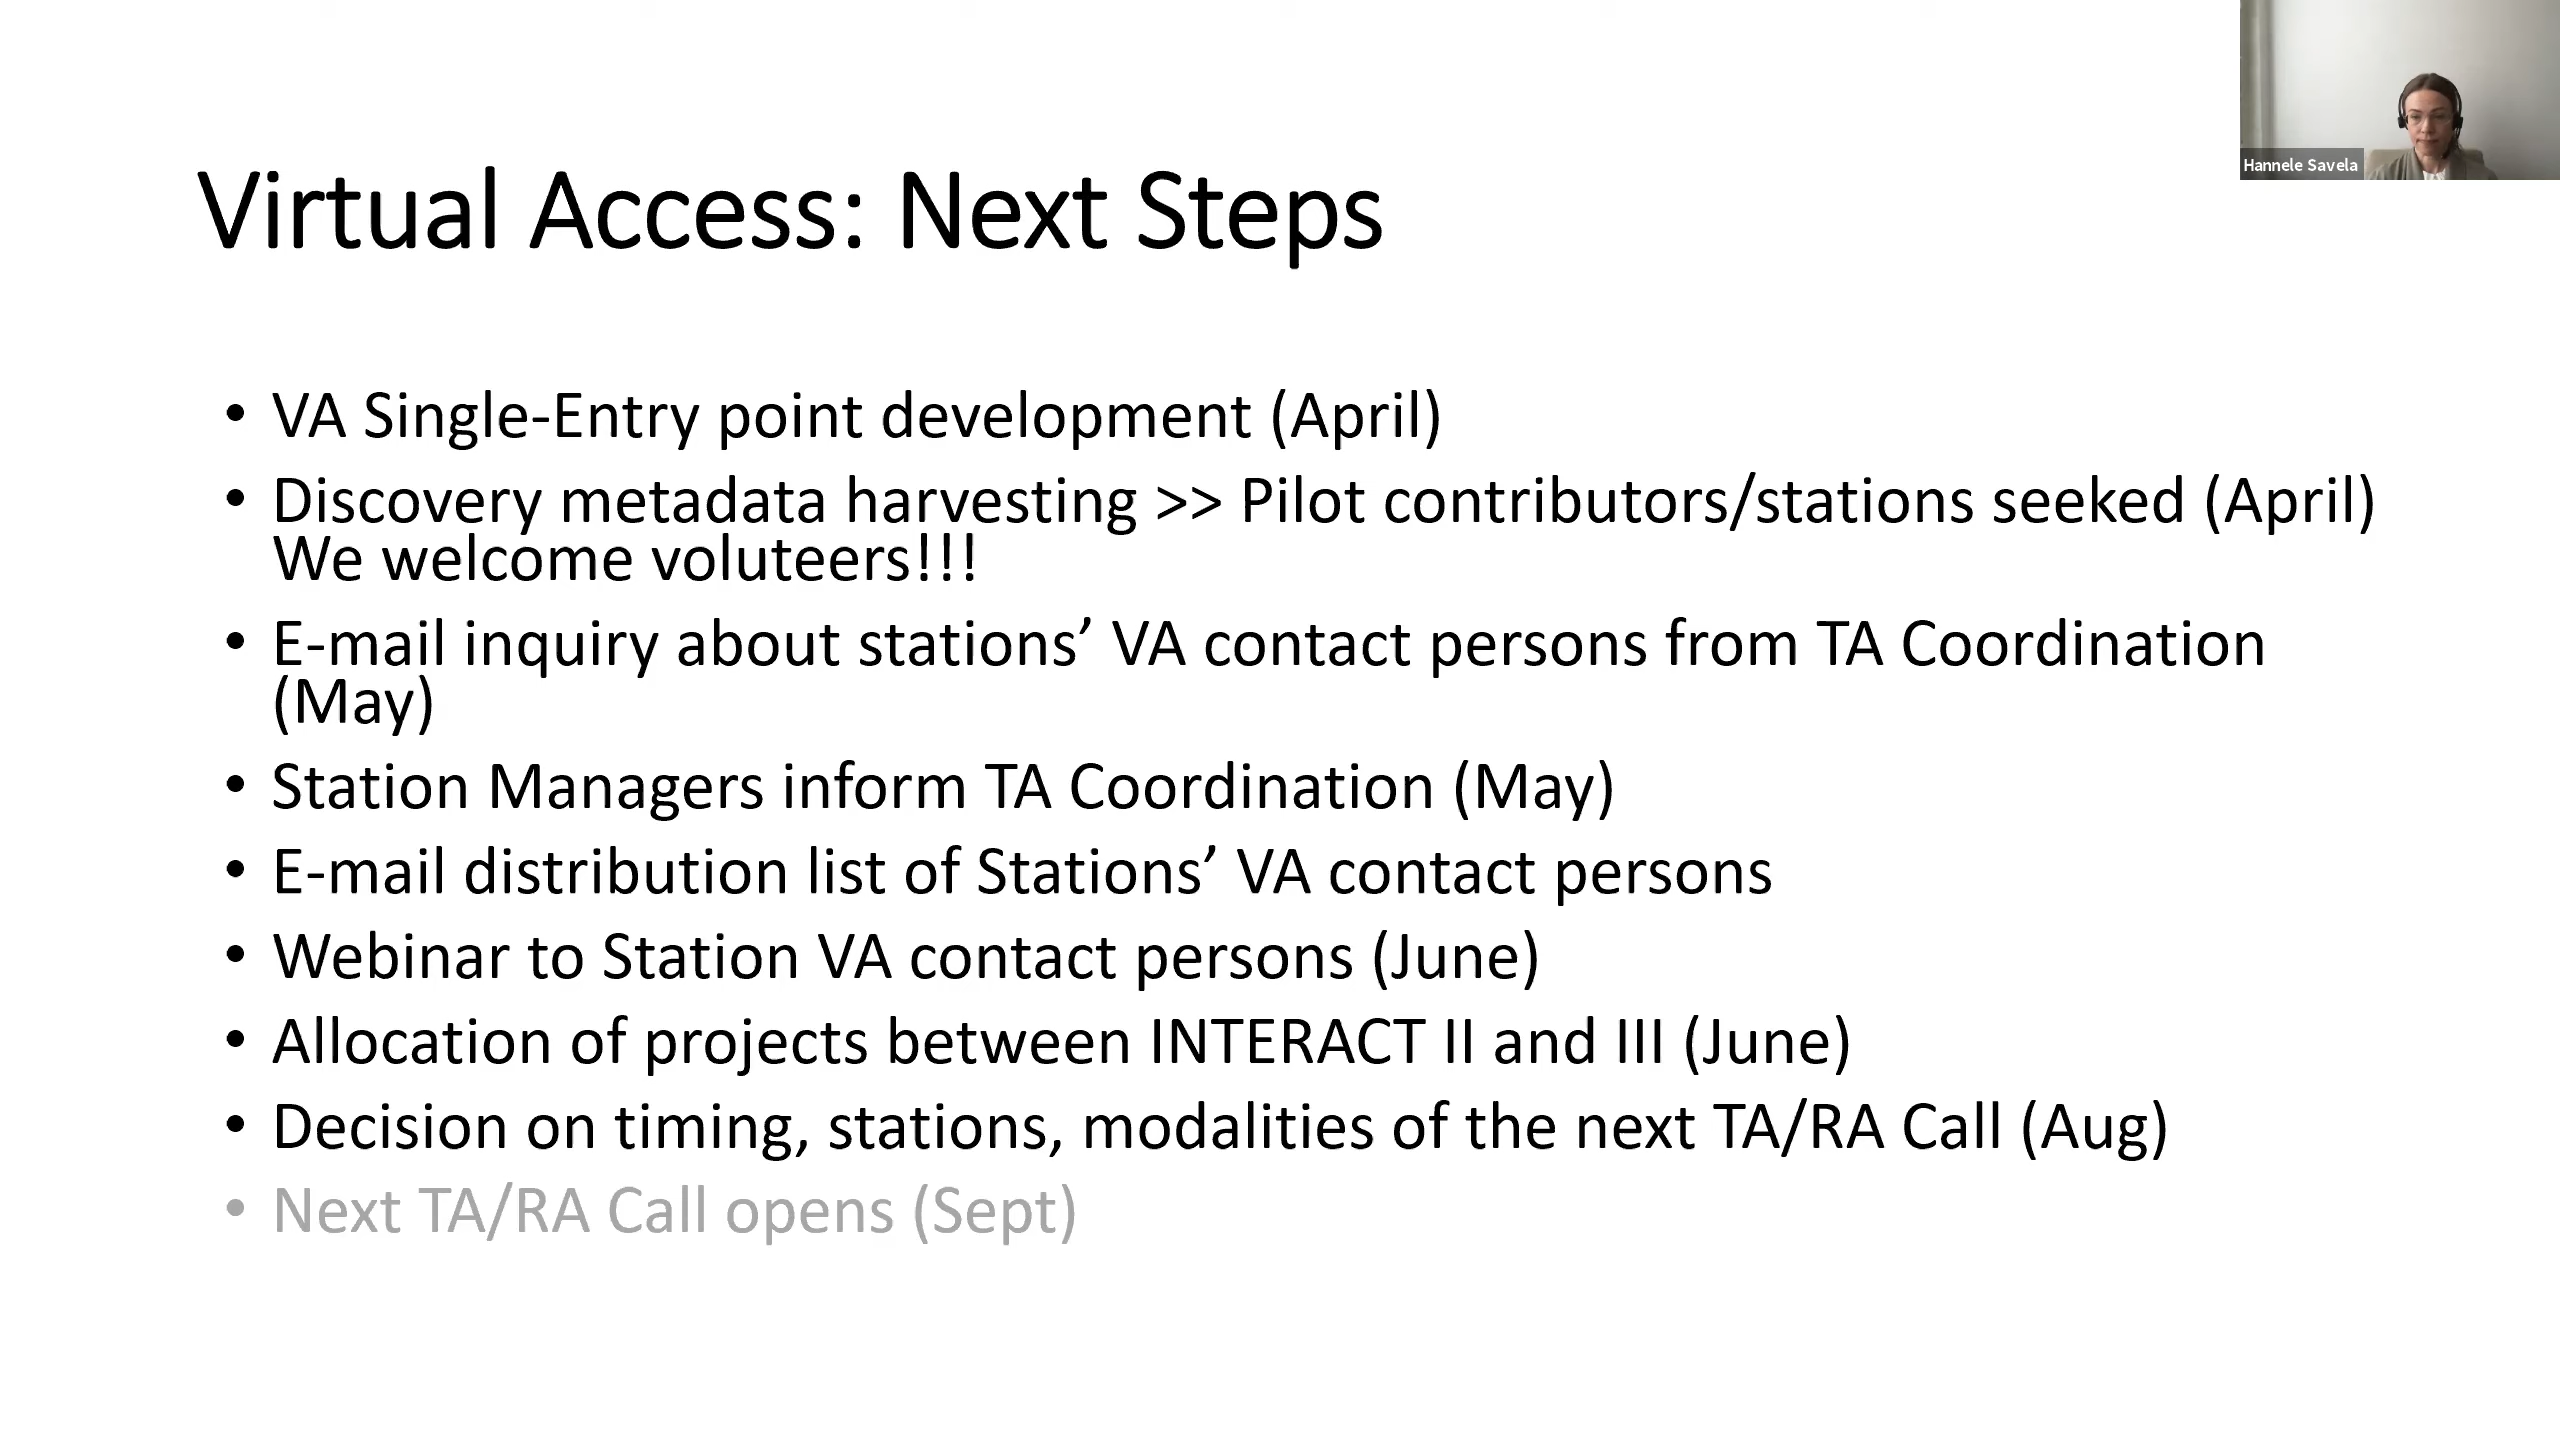 Hannele Savela
Virtual Access: Next Steps
• VA Single-Entry point development (April)
• Discovery metadata harvesting >> Pilot contributors/stations seeked (April)
We welcome voluteers!!!
• E-mail inquiry about stations’ VA contact persons from TA Coordination
(May)
• Station Managers inform TA Coordination (May)
• E-mail distribution list of Stations’ VA contact persons
• Webinar to Station VA contact persons (June)
• Allocation of projects between INTERACT II and III (June)
• Decision on timing, stations, modalities of the next TA/RA Call (Aug)
• Next TA/RA Call opens (Sept)